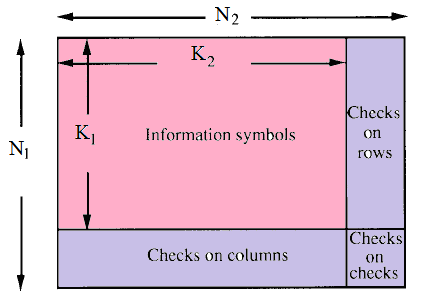 N2
K2
Checks
on
rows
K1
Information symbols
N1
Checks on columns
Checks
on
checks